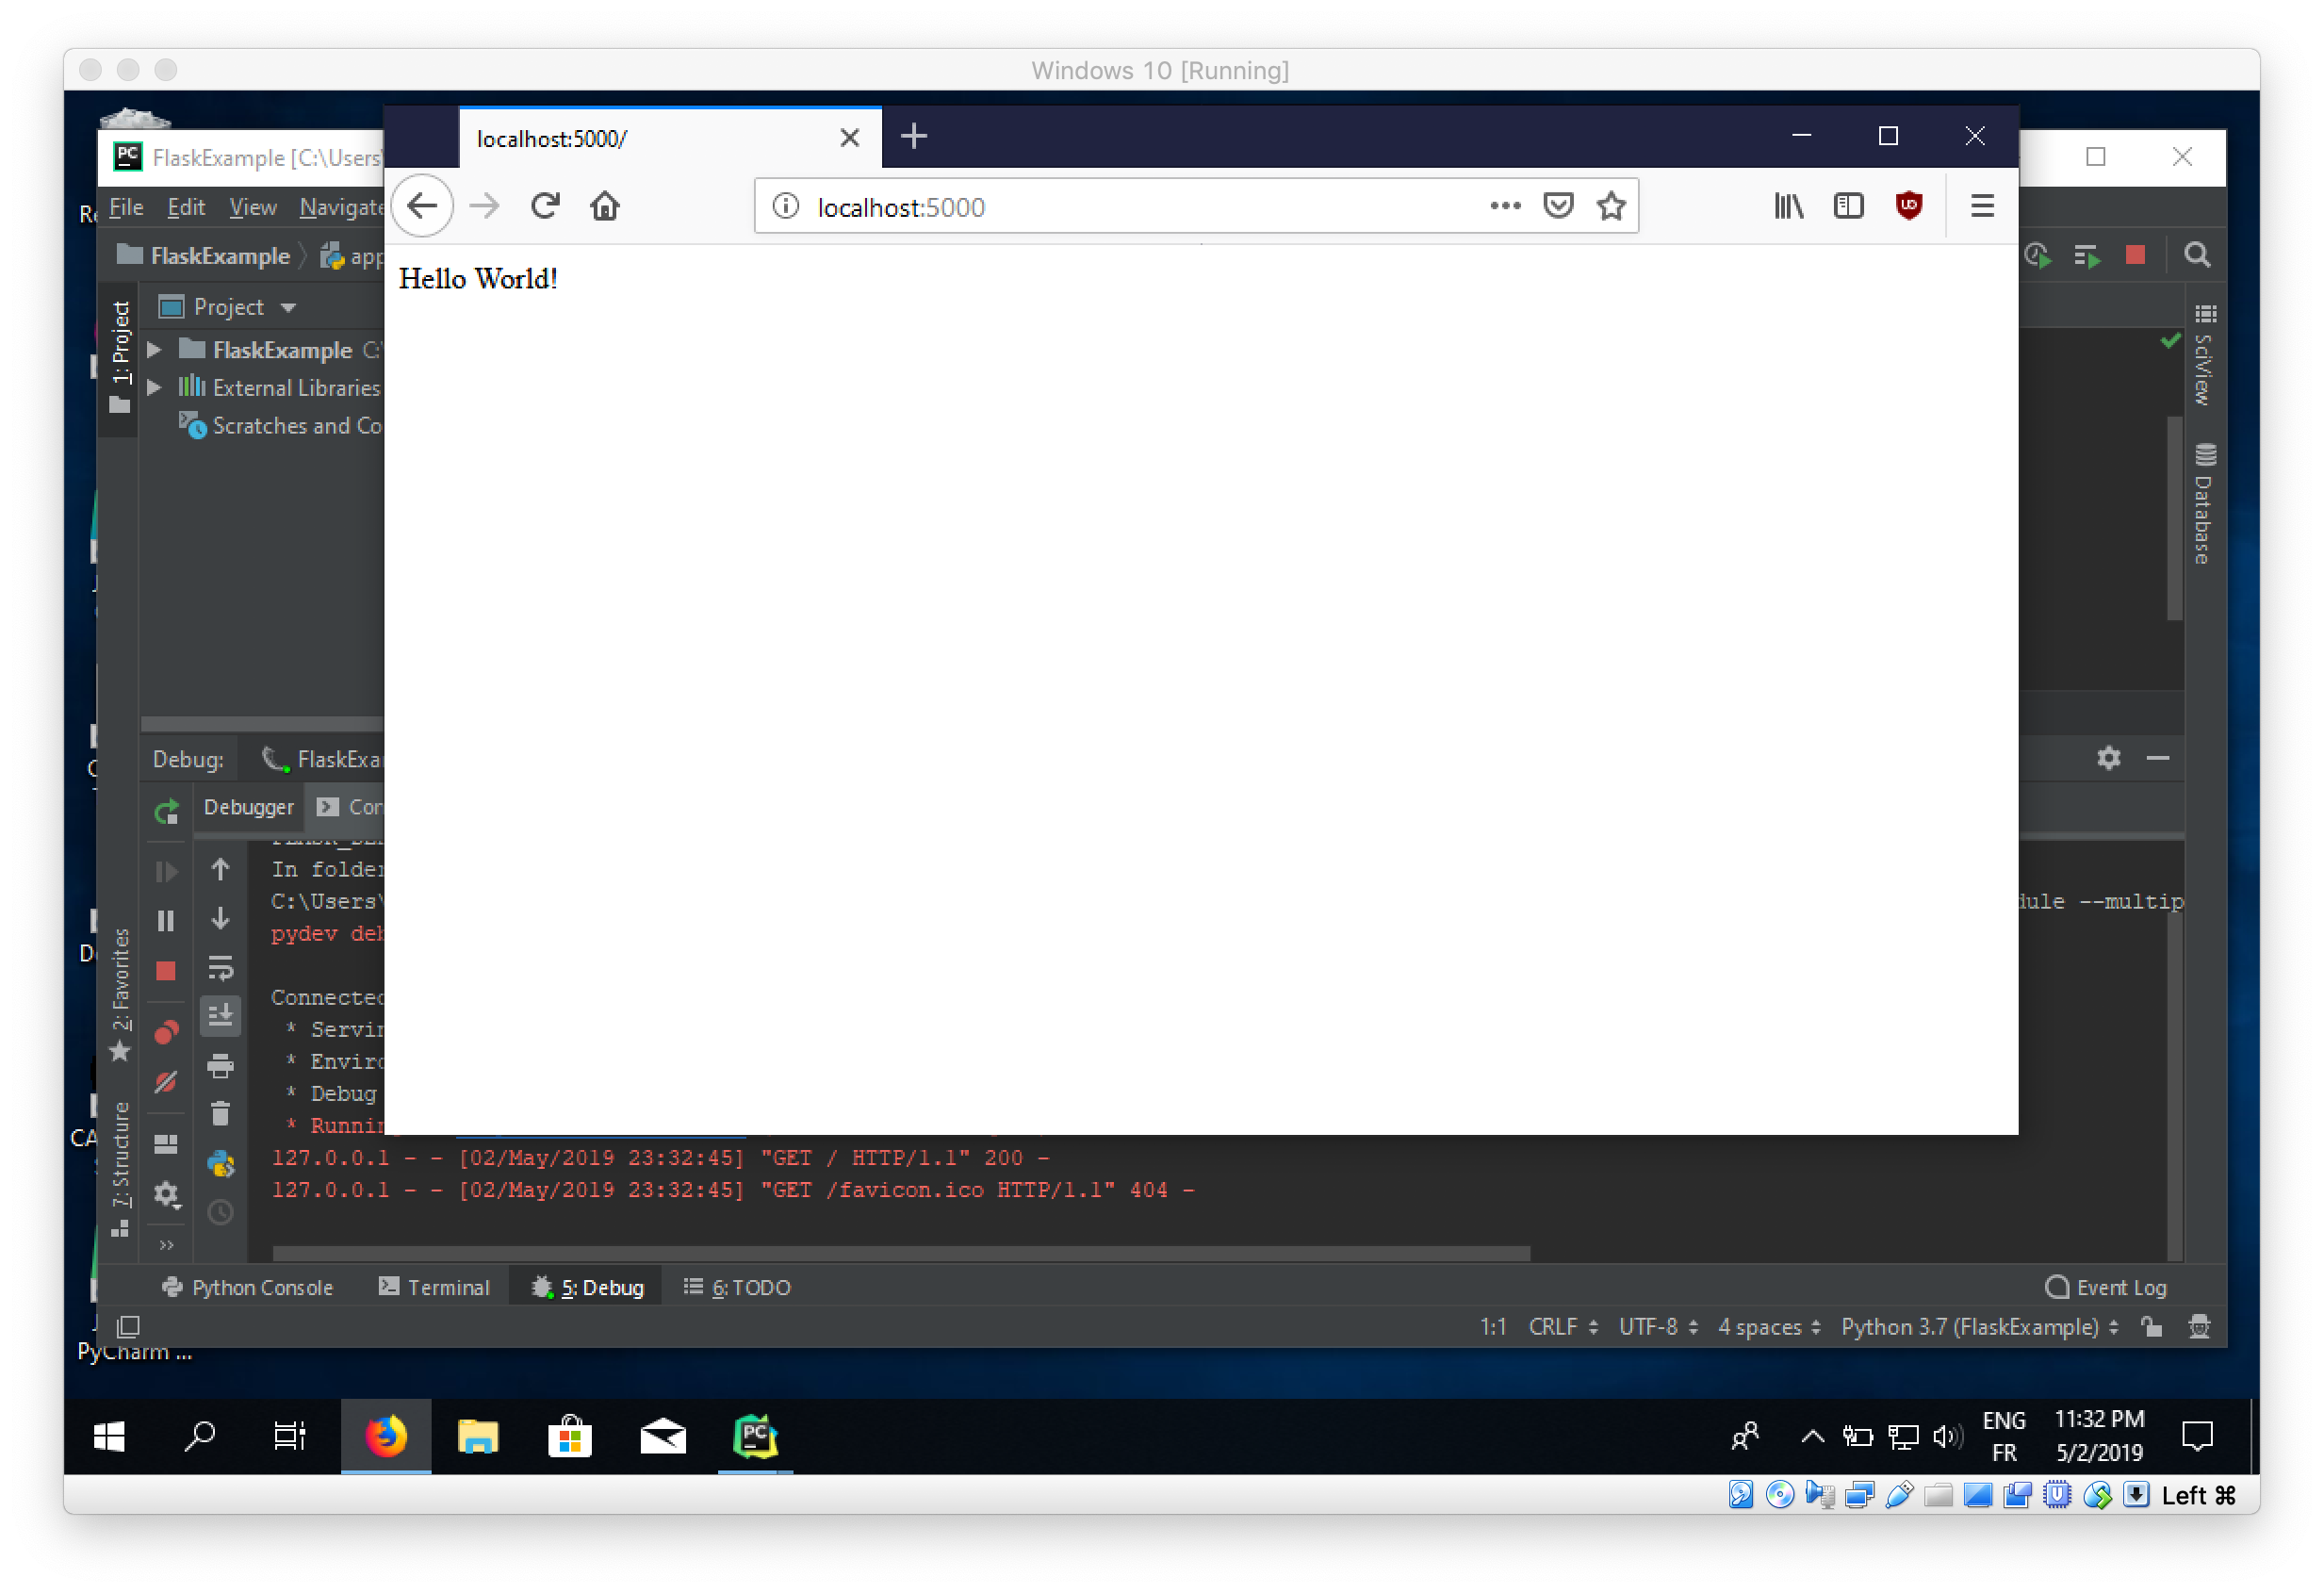 Windows 10 [Running]
localhost:5000/
FlaskExample [C:\Users\
File Edit View Navigate
localhost:5000
FlaskExample app
Hello World!
1: Project
Project
FlaskExample C:
External Libraries
Scratches and Co
SciView
Database
Debug: FlaskExa
Debugger Con
In folder
C:\Users\
dule --multip
pydev deb
Connected
* Servin
* Enviro
* Debug
* Runnin
127.0.0.1 - - [02/May/2019 23:32:45] "GET / HTTP/1.1" 200 -
127.0.0.1 - - [02/May/2019 23:32:45] "GET /favicon.ico HTTP/1.1" 404 -
2: Favorites
7: Structure
Python Console Terminal 5: Debug 6: TODO Event Log
1:1 CRLF UTF-8 4 spaces Python 3.7 (FlaskExample)
PyCharm ...
ENG 11:32 PM
FR 5/2/2019
Left ⌘